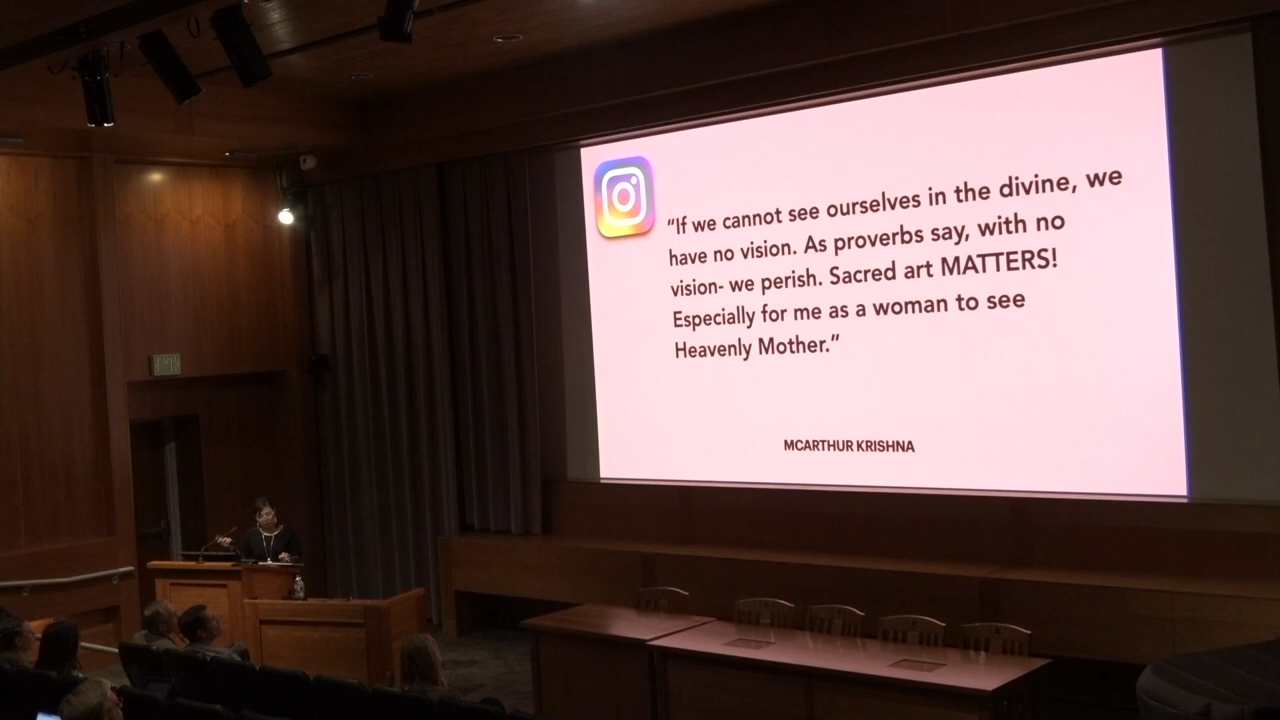 “If we cannot see ourselves in the divine, we
have no vision. As proverbs say, with no
vision- we perish. Sacred art MATTERS!
Especially for me as a woman to see
Heavenly Mother.”
MCARTHUR KRISHNA